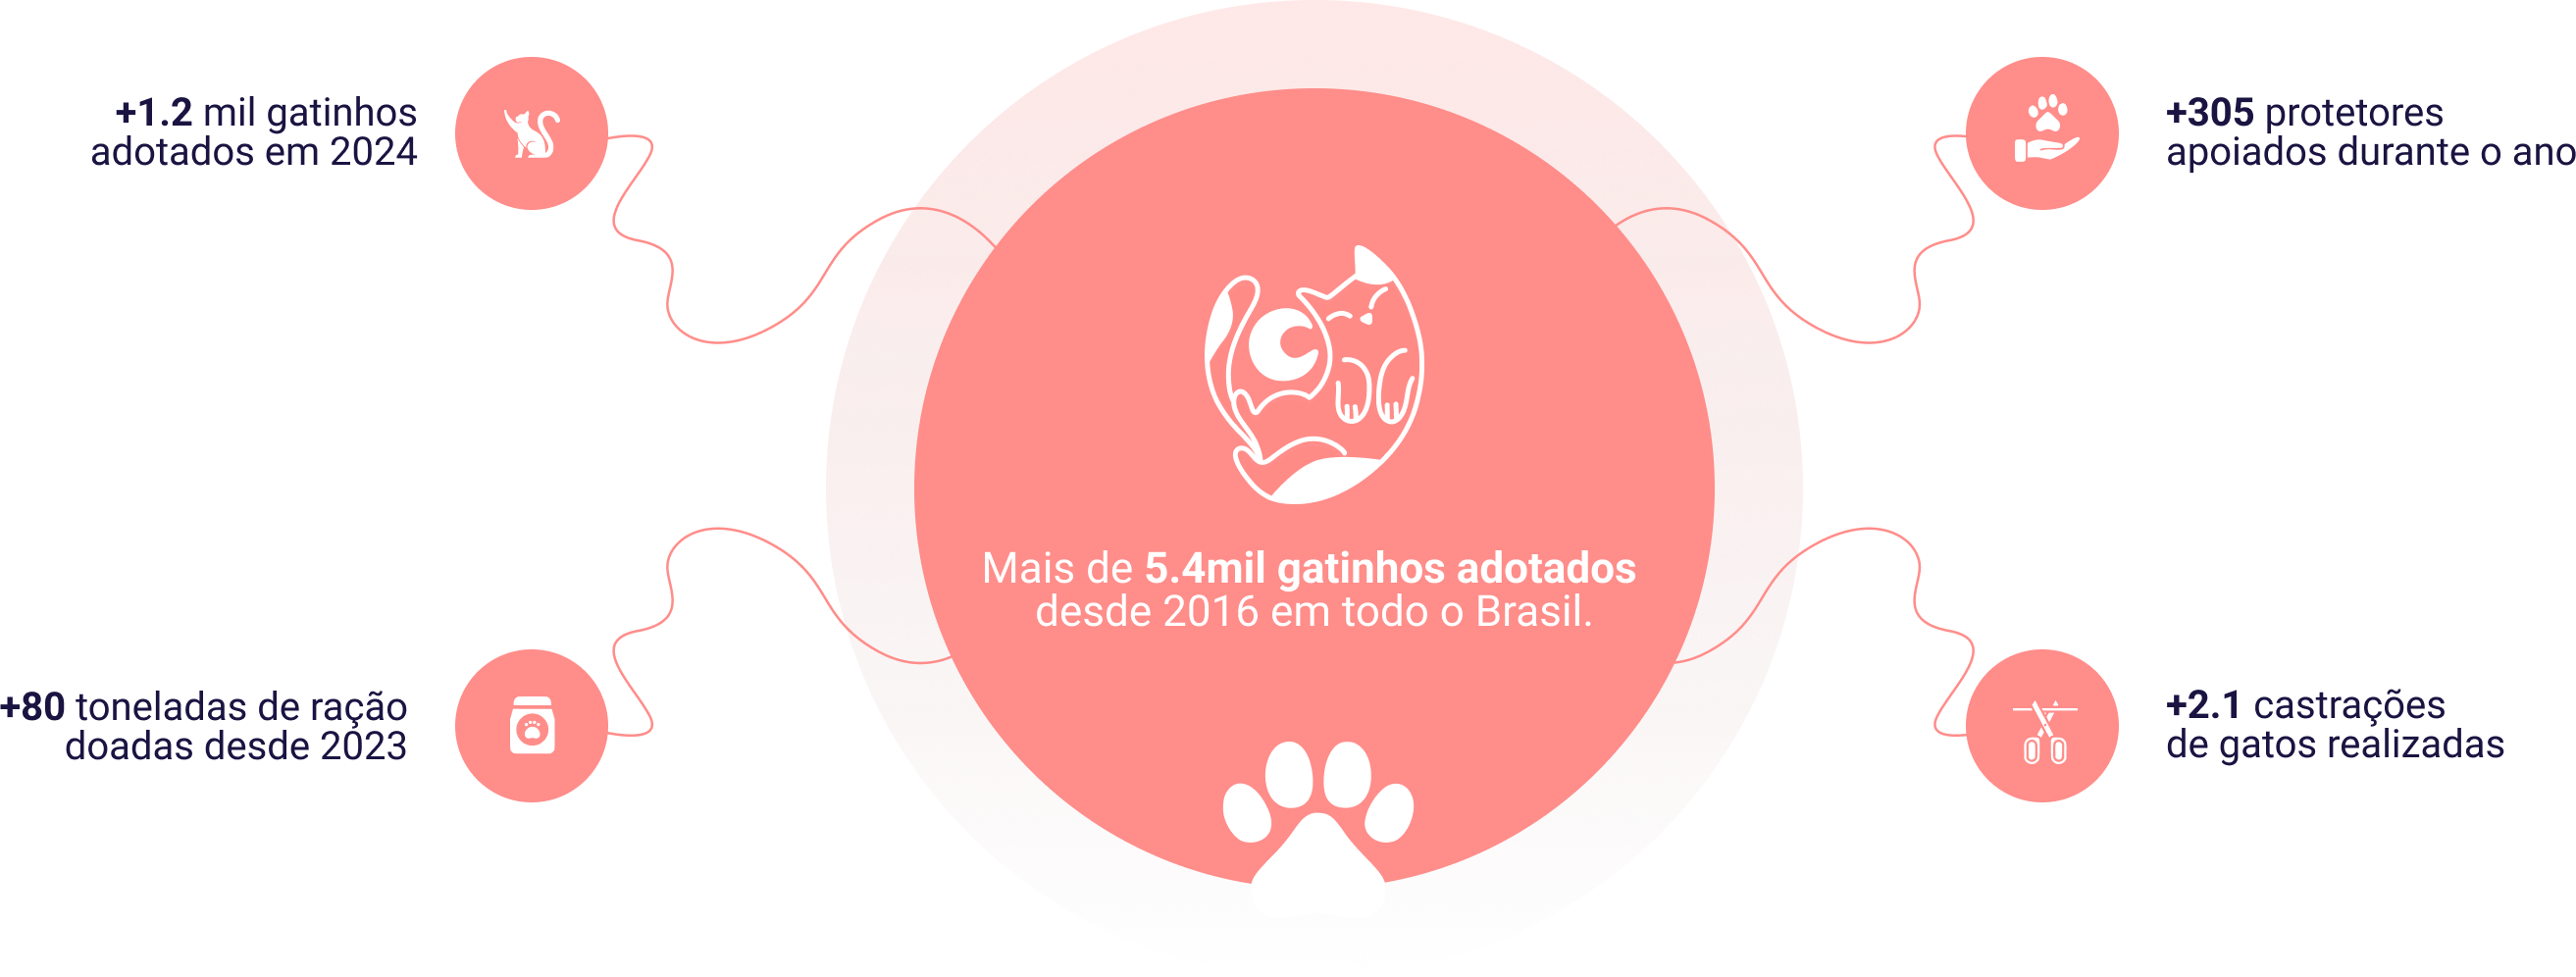 +1.2 mil gatinhos
adotados em 2024
+305 protetores
apoiados durante o ano
Mais de 5.4mil gatinhos adotados
desde 2016 em todo o Brasil.
+80 toneladas de ração
doadas desde 2023
+2.1 castrações
de gatos realizadas